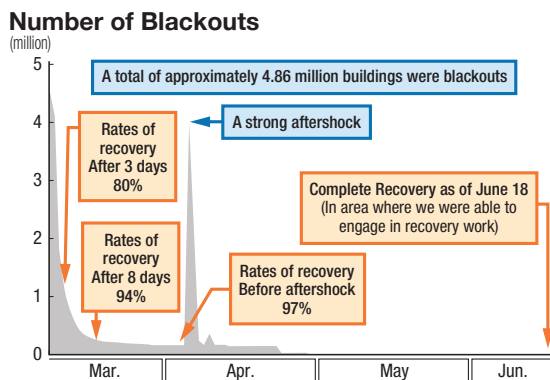 Number of Blackouts
(million)
5
4
3
2
1
0
A total of approximately 4.86 million buildings were blackouts
A strong aftershock
Rates of
recovery
After 3 days
80%
Rates of
recovery
After 8 days
94%
Rates of recovery
Before aftershock
97%
Complete Recovery as of June 18
(In area where we were able to
engage in recovery work)
Mar.
Apr.
May
Jun.